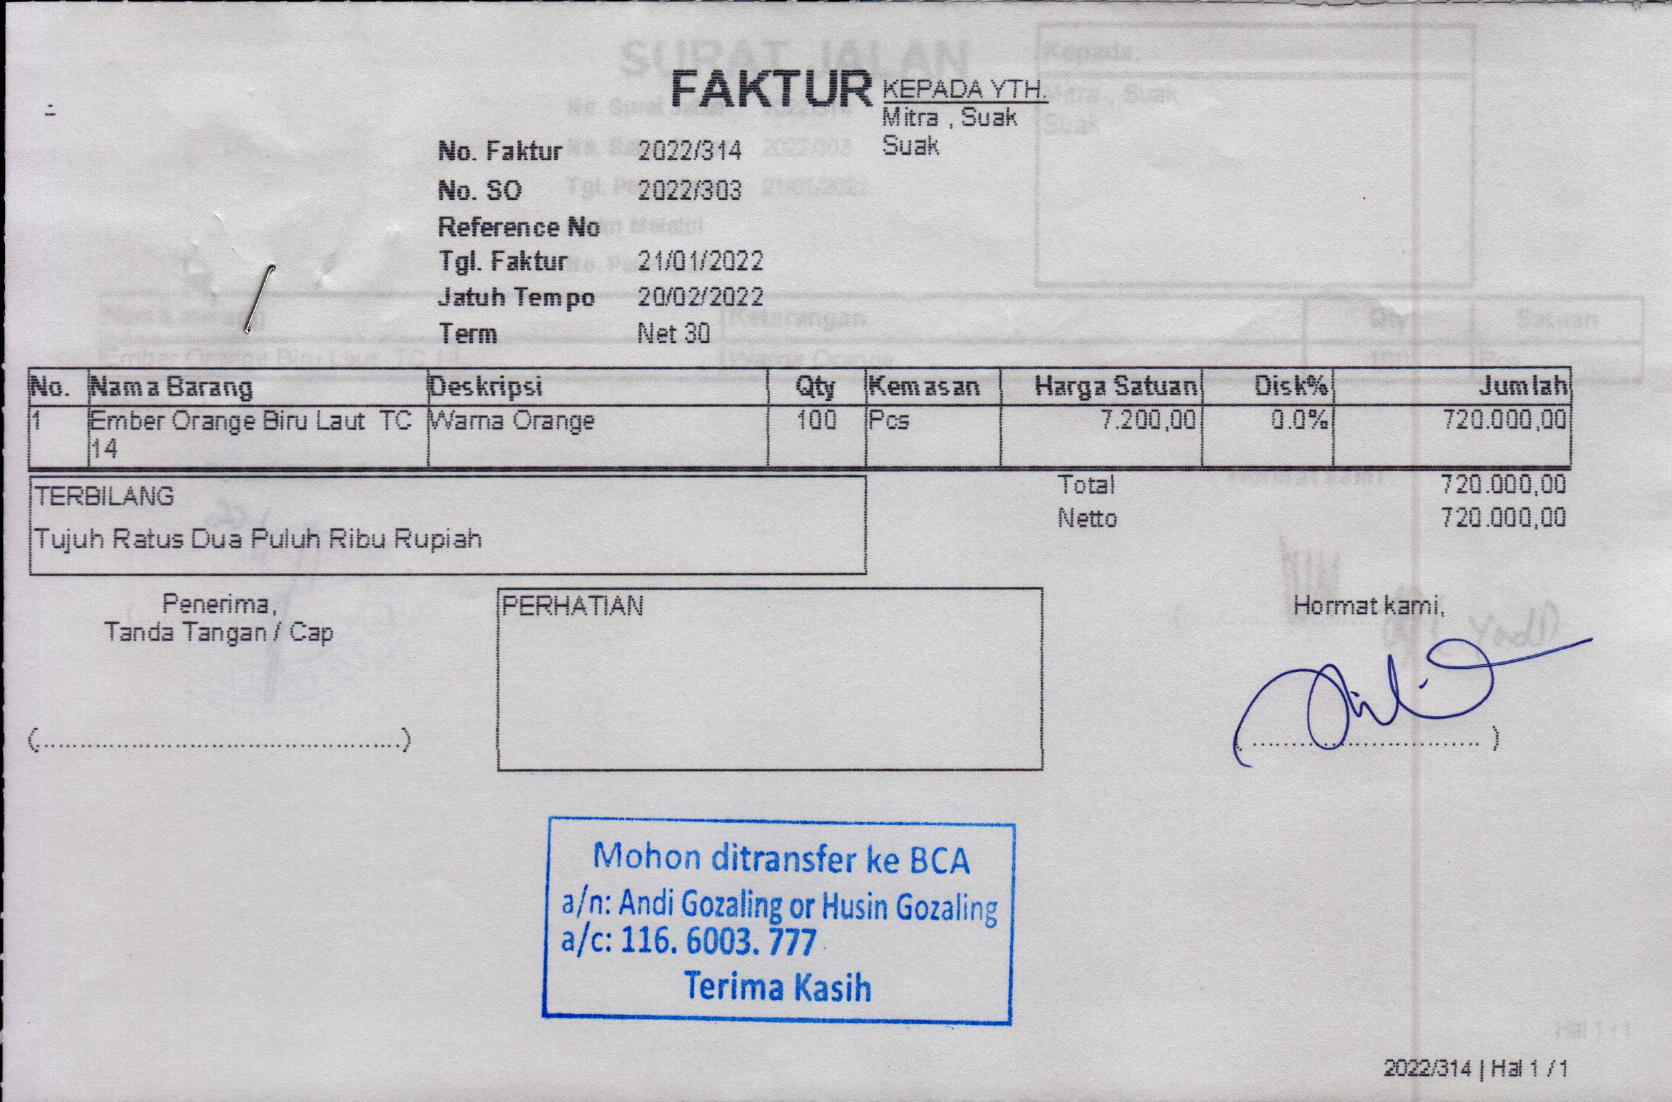 FAKTUR
KEPADA YTH.
Mitra , Suak
Suak
No. Faktur 2022/314
No. SO 2022/303
Reference No
Tgl. Faktur 21/01/2022
Jatuh Tempo 20/02/2022
Term Net 30
No. Nama Barang Deskripsi Qty Kemasan Harga Satuan Disk% Jumlah
1 Ember Orange Biru Laut TC Warna Orange 100 Pcs 7.200,00 0.0% 720.000,00
14
Total 720.000,00
Netto 720.000,00
TERBILANG
Tujuh Ratus Dua Puluh Ribu Rupiah
Penerima,
Tanda Tangan / Cap
(................................................)
PERHATIAN
Hormat kami,
(............................... )
Mohon ditransfer ke BCA
a/n: Andi Gozaling or Husin Gozaling
a/c: 116. 6003. 777
Terima Kasih
2022/314 | Hal 1 / 1